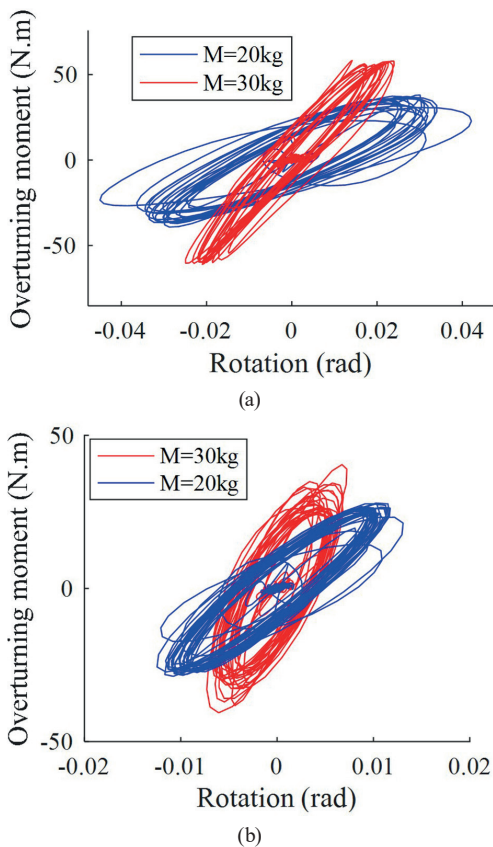 Overturning moment (N.m)
50
0
-50
M=20kg
M=30kg
-0.04 -0.02 0 0.02 0.04
Rotation (rad)
(a)
Overturning moment (N.m)
50
0
-50
M=30kg
M=20kg
-0.02 -0.01 0 0.01 0.02
Rotation (rad)
(b)